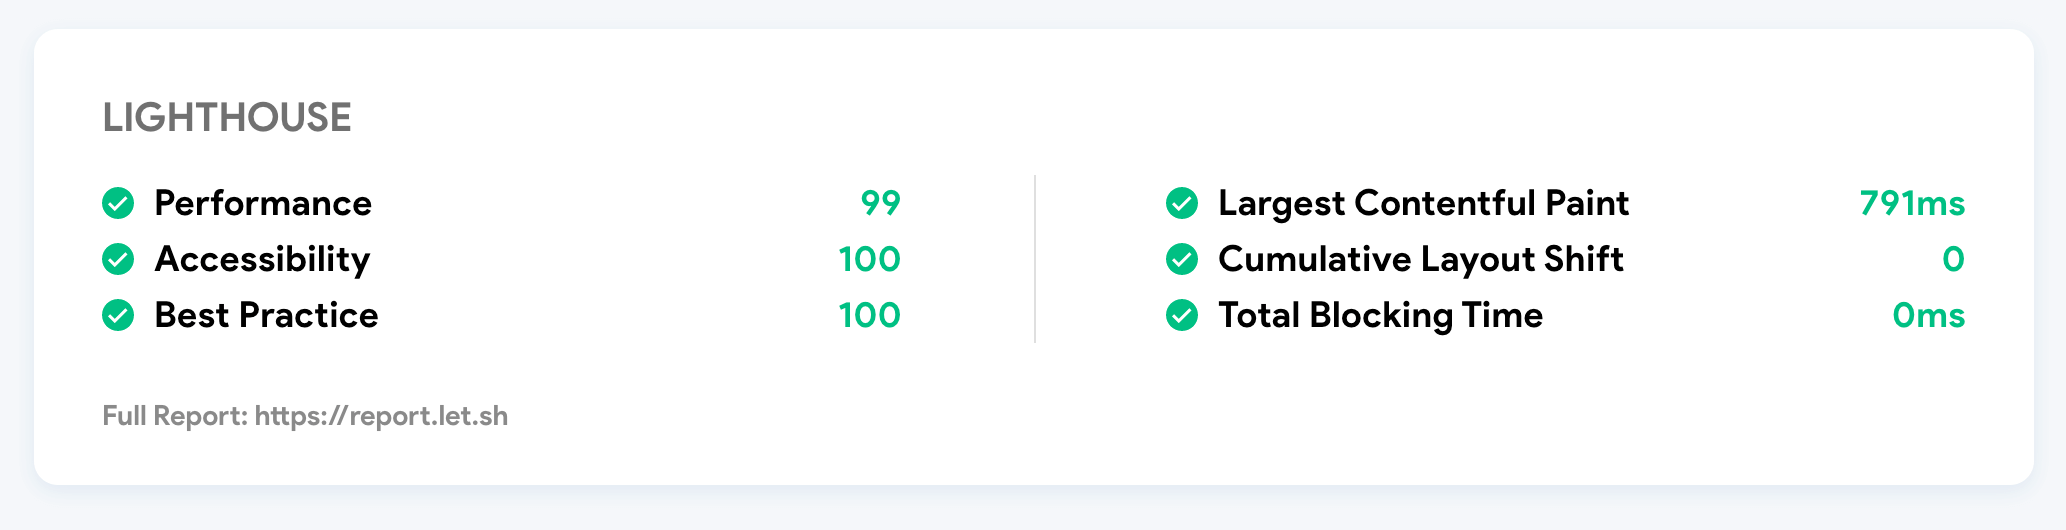 LIGHTHOUSE
Performance 99
Accessibility 100
Best Practice 100
Largest Contentful Paint 791ms
Cumulative Layout Shift 0
Total Blocking Time 0ms
Full Report: https://report.let.sh